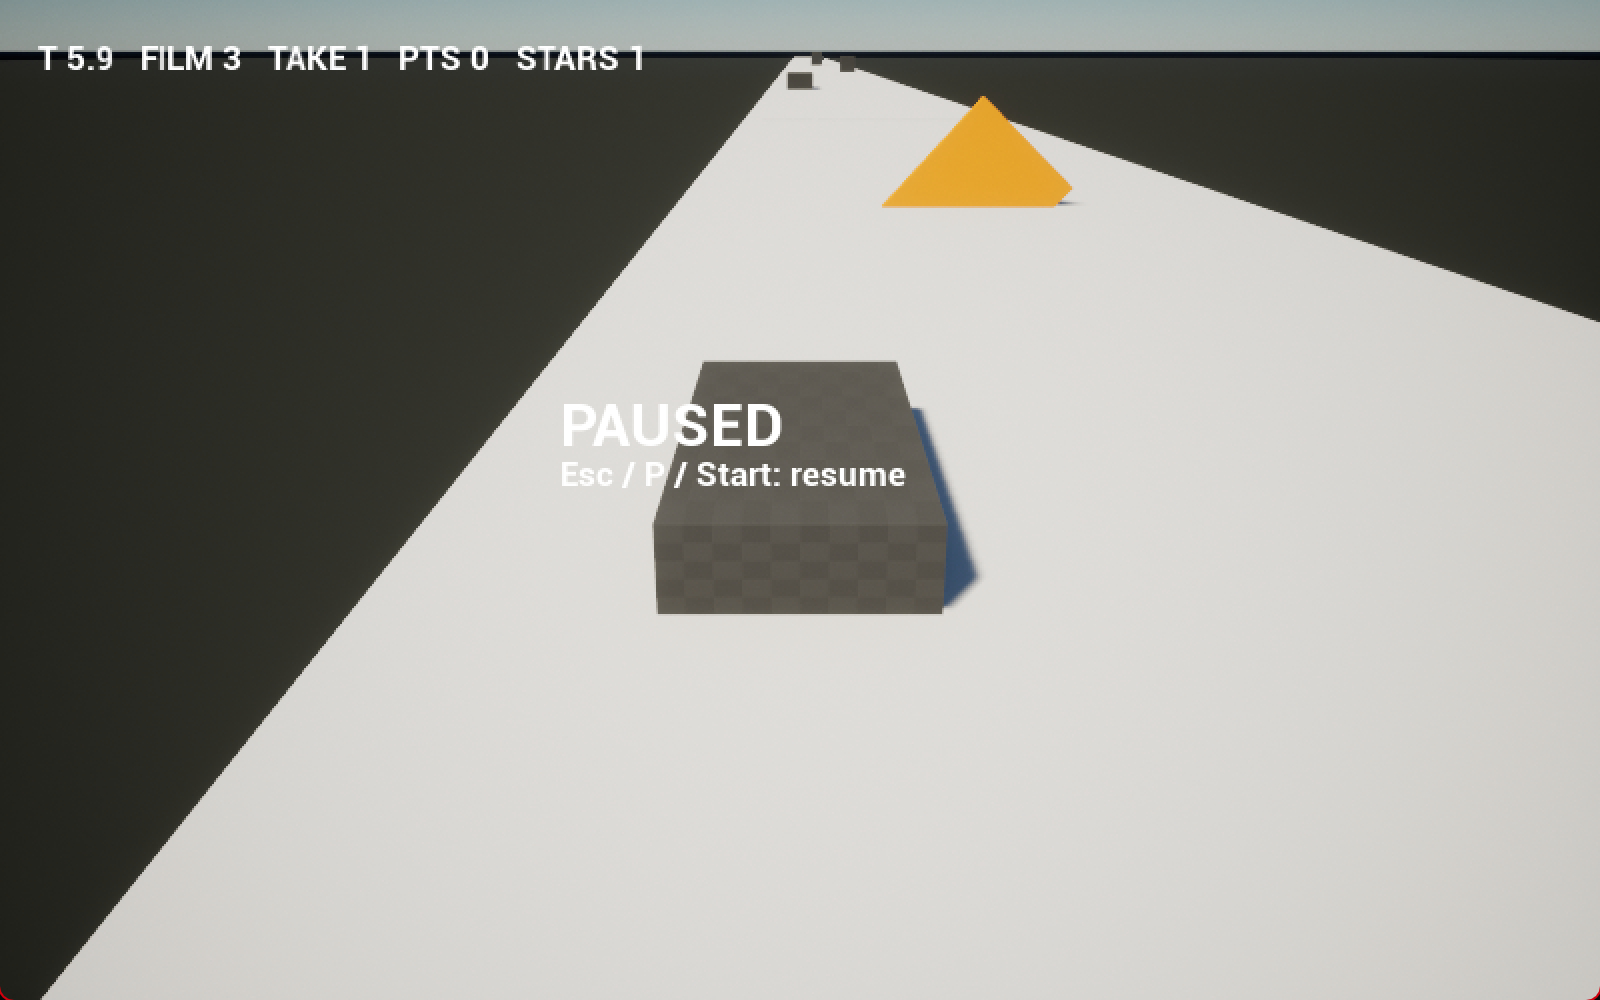 T 5.9 FILM 3 TAKE 1 PTS 0 STARS 1
PAUSED
Esc / P / Start: resume